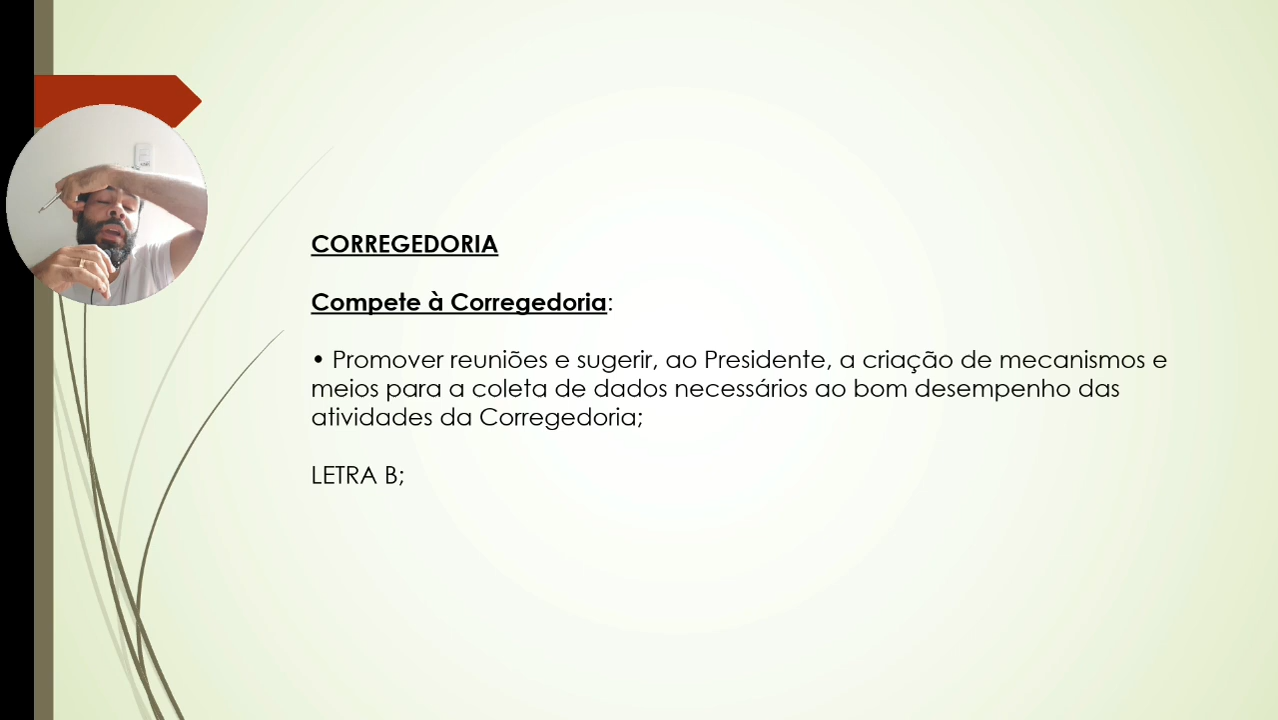 CORREGEDORIA
Compete à Corregedoria:
• Promover reuniões e sugerir, ao Presidente, a criação de mecanismos e
meios para a coleta de dados necessários ao bom desempenho das
atividades da Corregedoria;
LETRA B;